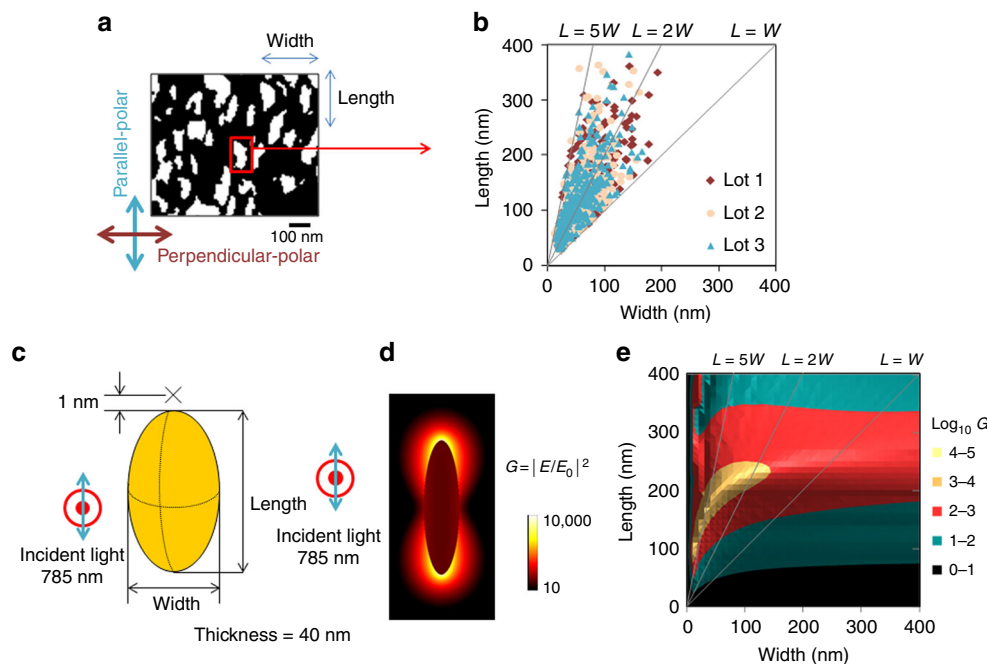 a
Width
Length
Parallel-polar
Perpendicular-polar
100 nm
b
L = 5W
L = 2W
L = W
Length (nm)
400
300
200
100
0
Lot 1
Lot 2
Lot 3
0
100
200
300
400
Width (nm)
c
1 nm
Length
Incident light
785 nm
Incident light
785 nm
Width
Thickness = 40 nm
d
G = | E/E0 | 2
10,000
10
e
L = 5W
L = 2W
L = W
Length (nm)
400
300
200
100
0
0
100
200
300
400
Width (nm)
Log10 G
4–5
3–4
2–3
1–2
0–1